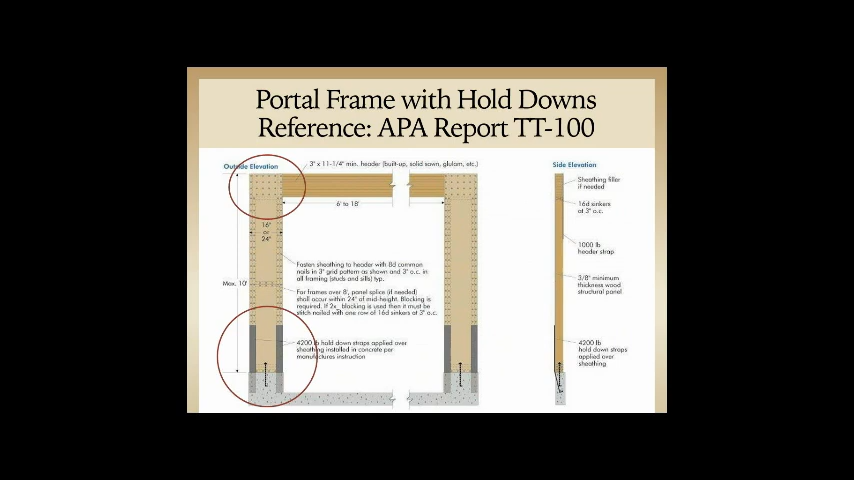 Portal Frame with Hold Downs
Reference: APA Report TT-100
Outside Elevation
3" x 11-1/4" min. header (built-up, solid sawn, glulam, etc.)
Side Elevation
Sheathing filler
if needed
16d sinkers
at 3" o.c.
6' to 18'
16"
or
24"
1000 lb
header strap
Fasten sheathing to header with 8d common
nails in 3" grid pattern as shown and 3" o.c. in
all framing (studs and sills) typ.
Max. 10'
3/8" minimum
thickness wood
structural panel
For frames over 8', panel splice (if needed)
shall occur within 24" of mid-height. Blocking is
required. If 2x_ blocking is used then it must be
stitch-nailed with one row of 16d sinkers at 3" o.c.
4200 lb hold down straps applied over
sheathing installed in concrete per
manufactures instruction
4200 lb
hold down straps
applied over
sheathing